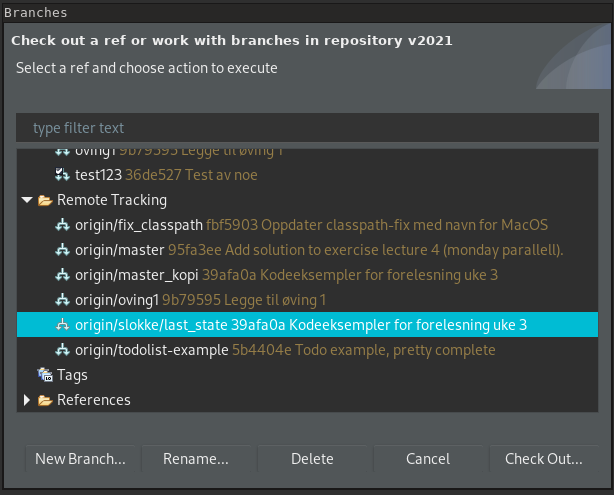 Branches
Check out a ref or work with branches in repository v2021
Select a ref and choose action to execute
type filter text
oving1 9b79595 Legge til øving 1
test123 36de527 Test av noe
Remote Tracking
origin/fix_classpath fbf5903 Oppdater classpath-fix med navn for MacOS
origin/master 95fa3ee Add solution to exercise lecture 4 (monday parallell).
origin/master_kopi 39afa0a Kodeeksempler for forelesning uke 3
origin/oving1 9b79595 Legge til øving 1
origin/slokke/last_state 39afa0a Kodeeksempler for forelesning uke 3
origin/todolist-example 5b4404e Todo example, pretty complete
Tags
References
New Branch... Rename... Delete Cancel Check Out...